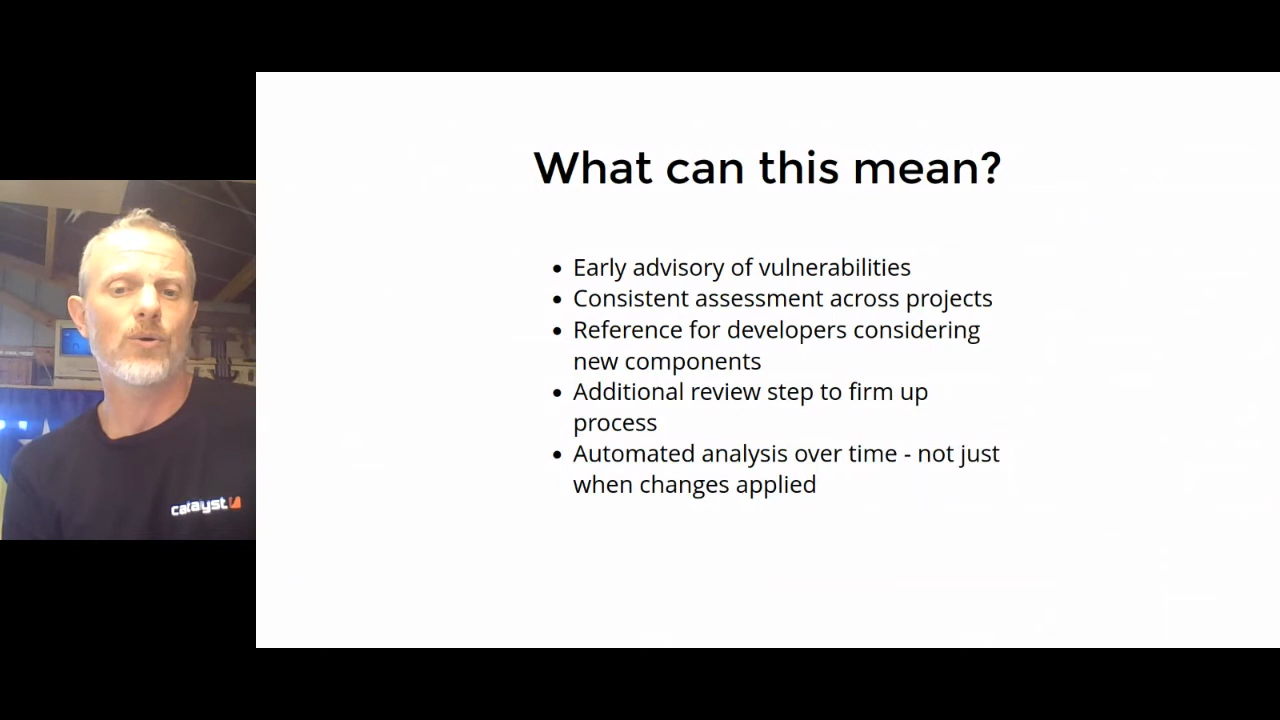 What can this mean?
Early advisory of vulnerabilities
Consistent assessment across projects
Reference for developers considering
new components
Additional review step to firm up
process
Automated analysis over time - not just
when changes applied
catalyst